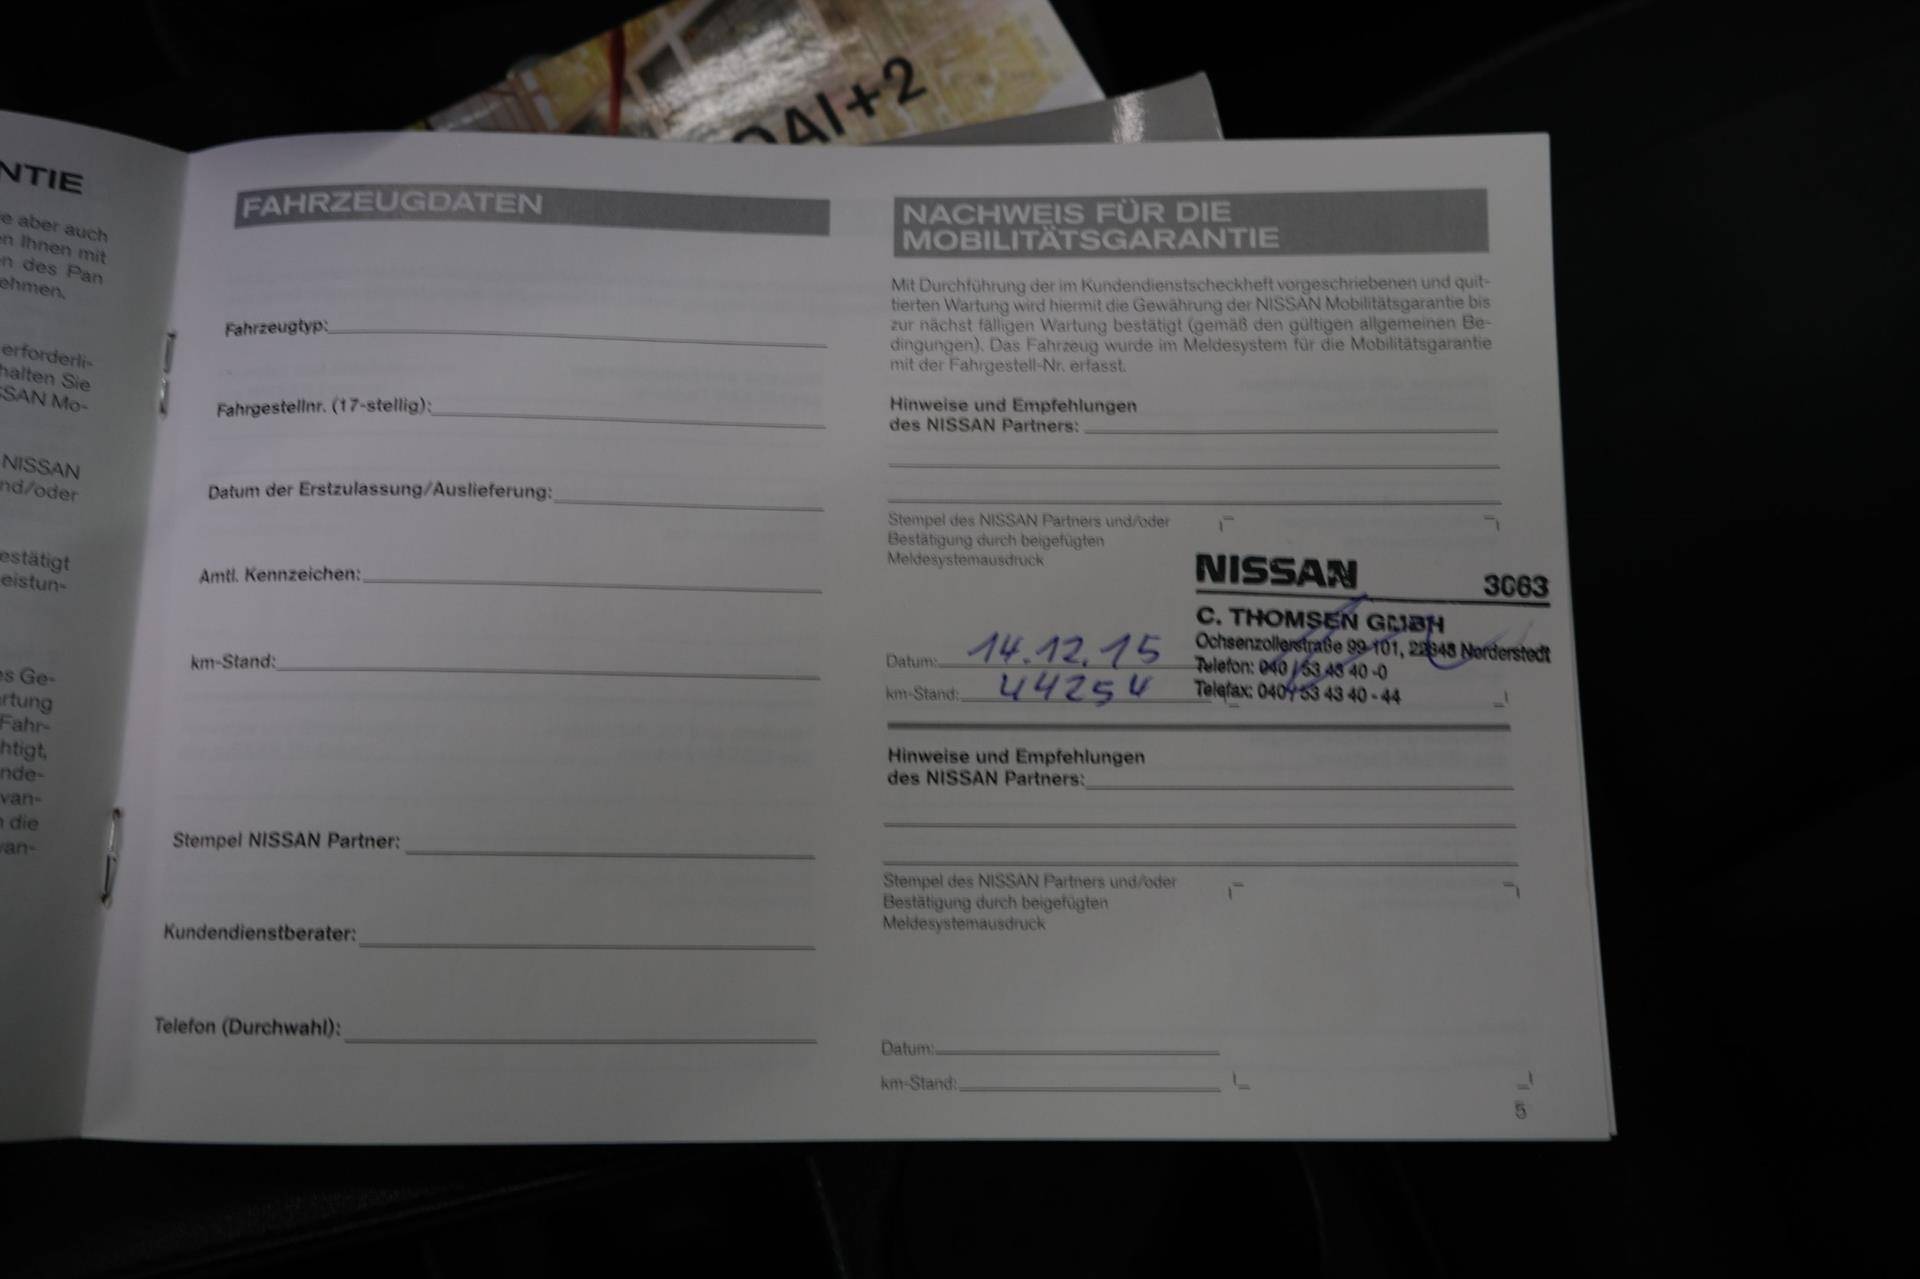 DAI+2
NTIE
e aber auch
en Ihnen mit
n des Pan
ehmen.
erforderli-
halten Sie
SSAN Mo-
NISSAN
nd/oder
estätigt
eistun-
es Ge-
rtung
Fahr-
htigt,
nde-
van-
n die
van-
FAHRZEUGDATEN
Fahrzeugtyp:
Fahrgestellnr. (17-stellig):
Datum der Erstzulassung/Auslieferung:
Amtl. Kennzeichen:
km-Stand:
Stempel NISSAN Partner:
Kundendienstberater:
Telefon (Durchwahl):
NACHWEIS FÜR DIE
MOBILITÄTSGARANTIE
Mit Durchführung der im Kundendienstscheckheft vorgeschriebenen und quit-
tierten Wartung wird hiermit die Gewährung der NISSAN Mobilitätsgarantie bis
zur nächst fälligen Wartung bestätigt (gemäß den gültigen allgemeinen Be-
dingungen). Das Fahrzeug wurde im Meldesystem für die Mobilitätsgarantie
mit der Fahrgestell-Nr. erfasst.
Hinweise und Empfehlungen
des NISSAN Partners:
Stempel des NISSAN Partners und/oder
Bestätigung durch beigefügten
Meldesystemausdruck
NISSAN 3063
C. THOMSEN GMBH
Ochsenzollerstraße 99-101, 22848 Norderstedt
Telefon: 040 / 53 43 40 -0
Telefax: 040 / 53 43 40 - 44
Datum: 14.12.15
km-Stand: 44254
Hinweise und Empfehlungen
des NISSAN Partners:
Stempel des NISSAN Partners und/oder
Bestätigung durch beigefügten
Meldesystemausdruck
Datum:
km-Stand:
5